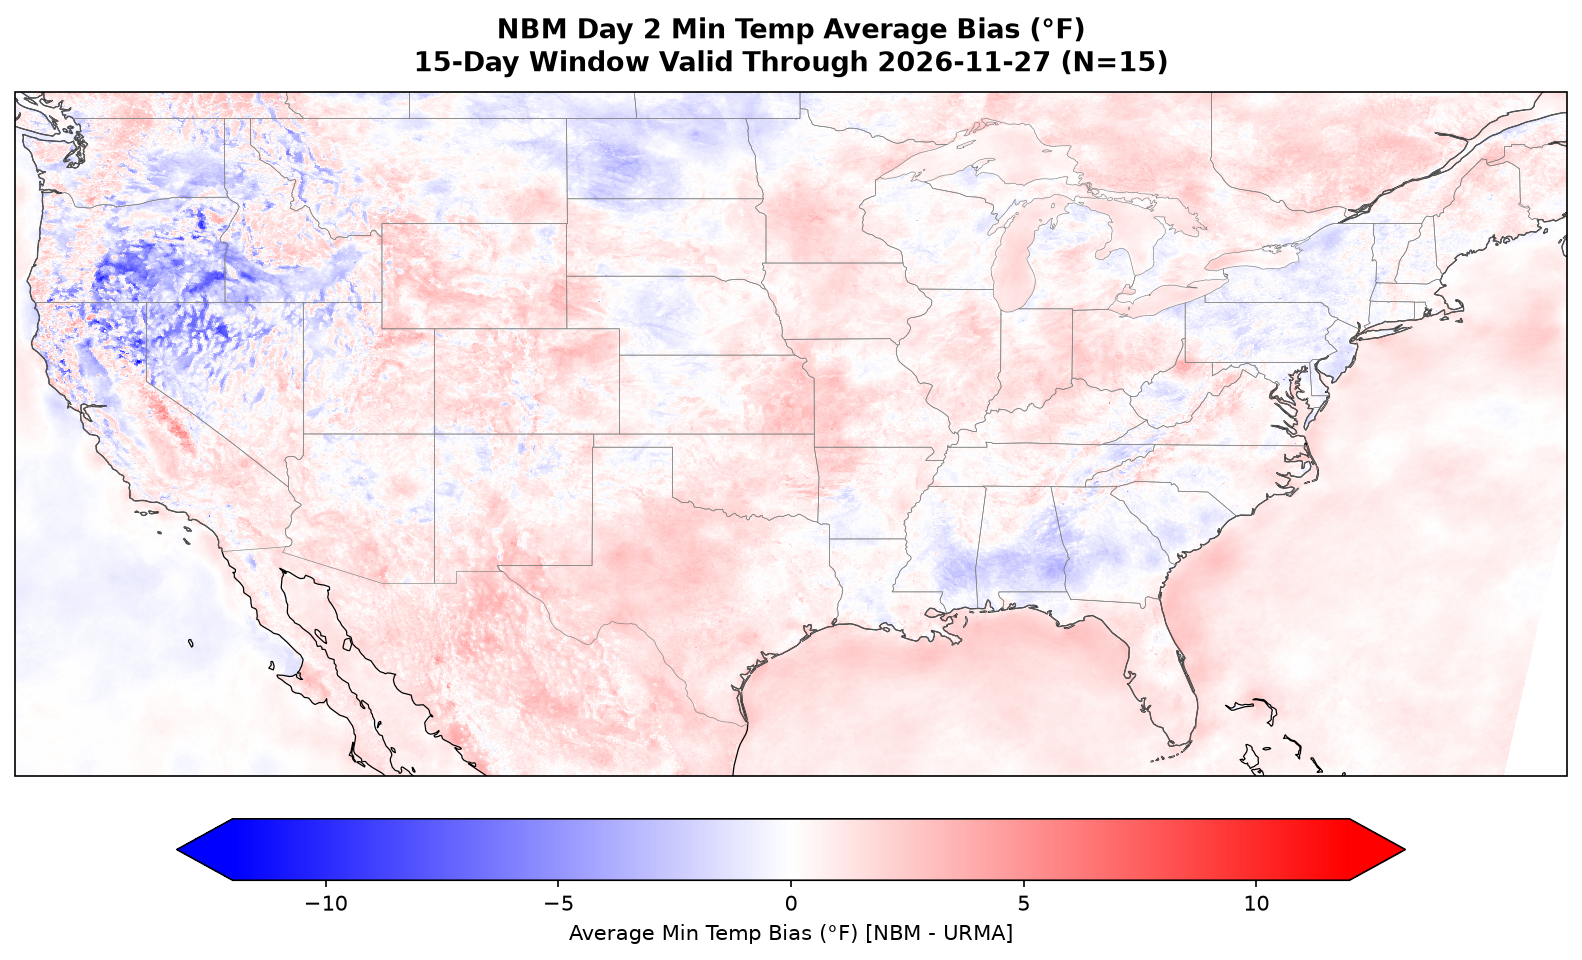 NBM Day 2 Min Temp Average Bias (°F)
15-Day Window Valid Through 2026-11-27 (N=15)
−10 −5 0 5 10
Average Min Temp Bias (°F) [NBM - URMA]